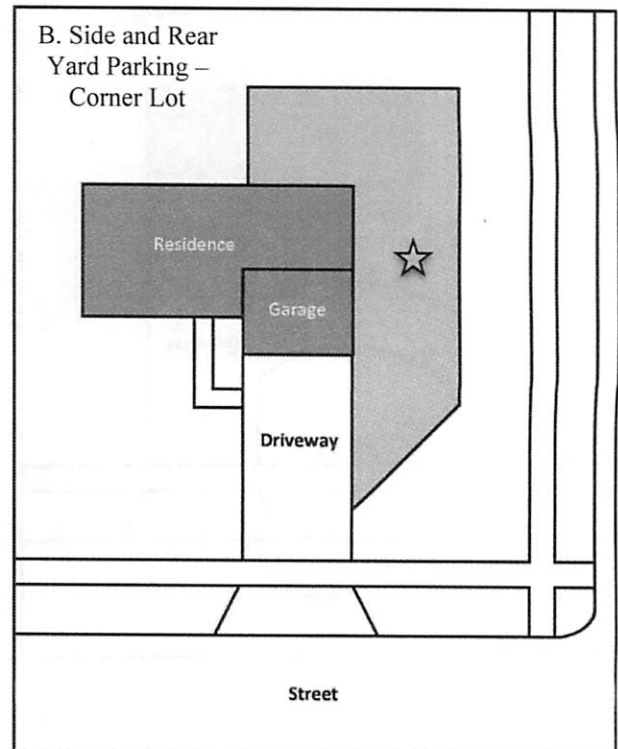 B. Side and Rear
Yard Parking –
Corner Lot
Residence
Garage
Driveway
Street